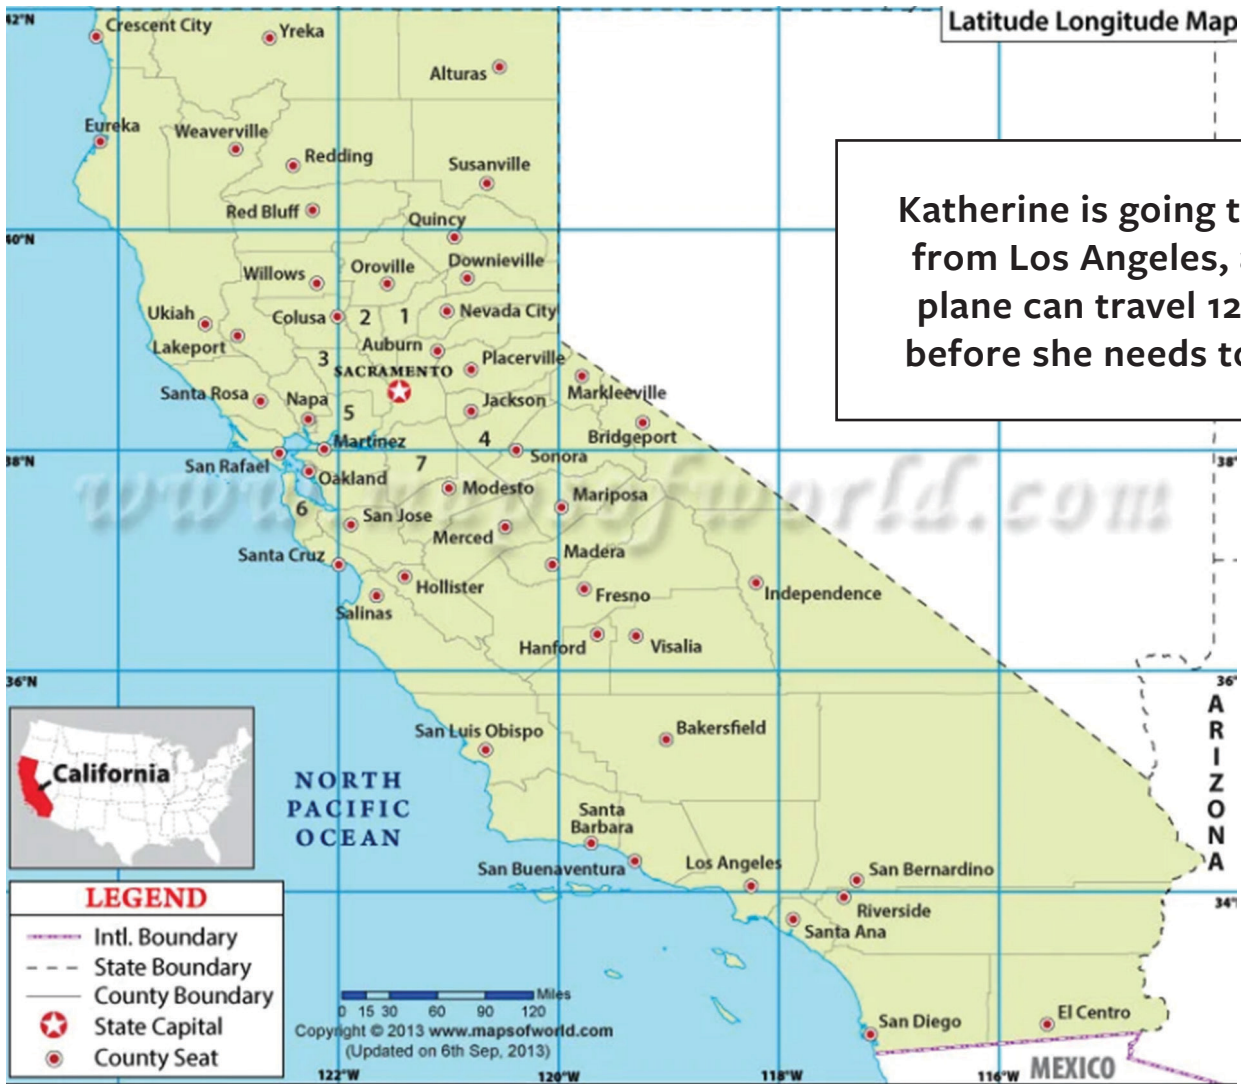 42°N
Latitude Longitude Map
Crescent City
Yreka
Alturas
Eureka
Weaverville
Redding
Susanville
Katherine is going t
from Los Angeles,
plane can travel 12
before she needs to
Red Bluff
Quincy
40°N
Willows
Oroville
Downieville
Ukiah
Colusa
2
1
Nevada City
Lakeport
Auburn
3
SACRAMENTO
Placerville
Santa Rosa
Napa
5
Jackson
Markleeville
Martinez
4
Bridgeport
38°N
San Rafael
7
Sonora
38°
Oakland
Modesto
Mariposa
www.mapsofworld.com
6
San Jose
Merced
Santa Cruz
Madera
Hollister
Fresno
Independence
Salinas
Hanford
Visalia
36°N
36°
ARIZONA
San Luis Obispo
Bakersfield
California
NORTH
PACIFIC
OCEAN
Santa
Barbara
San Buenaventura
Los Angeles
San Bernardino
34°
Riverside
Santa Ana
LEGEND
Intl. Boundary
State Boundary
County Boundary
State Capital
County Seat
Miles
0 15 30 60 90 120
Copyright © 2013 www.mapsofworld.com
(Updated on 6th Sep, 2013)
San Diego
El Centro
MEXICO
122°W
120°W
118°W
116°W